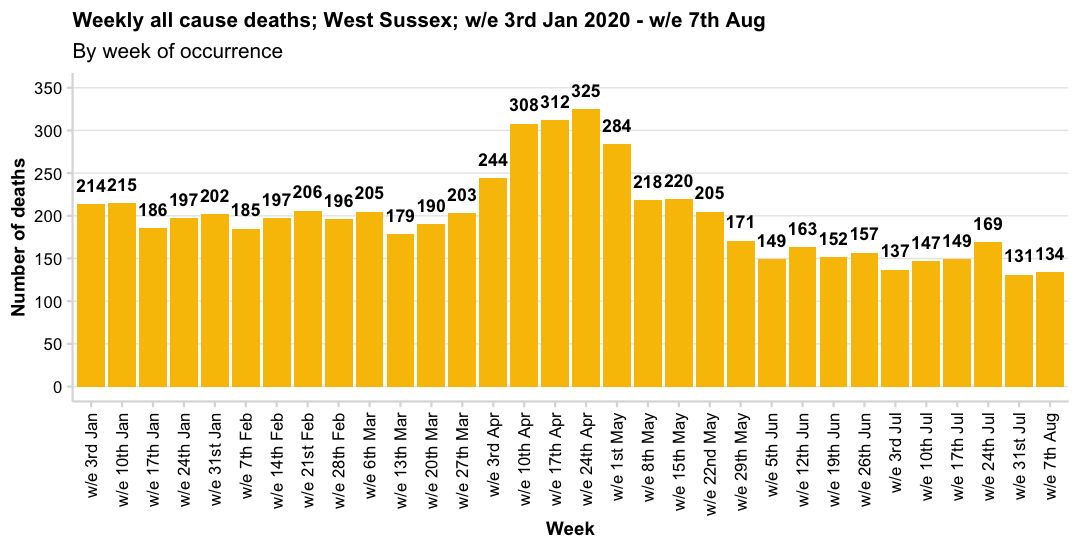 Weekly all cause deaths; West Sussex; w/e 3rd Jan 2020 - w/e 7th Aug
By week of occurrence
Number of deaths
350
300
250
200
150
100
50
0
214
215
186
197
202
185
197
206
196
205
179
190
203
244
308
312
325
284
218
220
205
171
149
163
152
157
137
147
149
169
131
134
w/e 3rd Jan
w/e 10th Jan
w/e 17th Jan
w/e 24th Jan
w/e 31st Jan
w/e 7th Feb
w/e 14th Feb
w/e 21st Feb
w/e 28th Feb
w/e 6th Mar
w/e 13th Mar
w/e 20th Mar
w/e 27th Mar
w/e 3rd Apr
w/e 10th Apr
w/e 17th Apr
w/e 24th Apr
w/e 1st May
w/e 8th May
w/e 15th May
w/e 22nd May
w/e 29th May
w/e 5th Jun
w/e 12th Jun
w/e 19th Jun
w/e 26th Jun
w/e 3rd Jul
w/e 10th Jul
w/e 17th Jul
w/e 24th Jul
w/e 31st Jul
w/e 7th Aug
Week